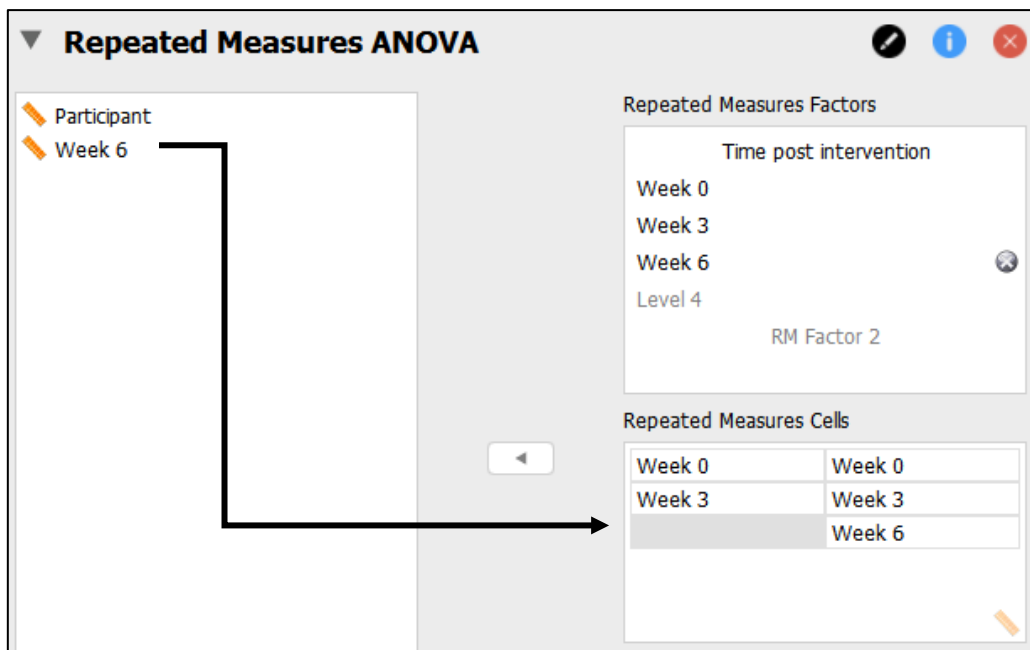 Repeated Measures ANOVA
Participant
Week 6
Repeated Measures Factors
Time post intervention
Week 0
Week 3
Week 6
Level 4
RM Factor 2
Repeated Measures Cells
Week 0 Week 0
Week 3 Week 3
Week 6